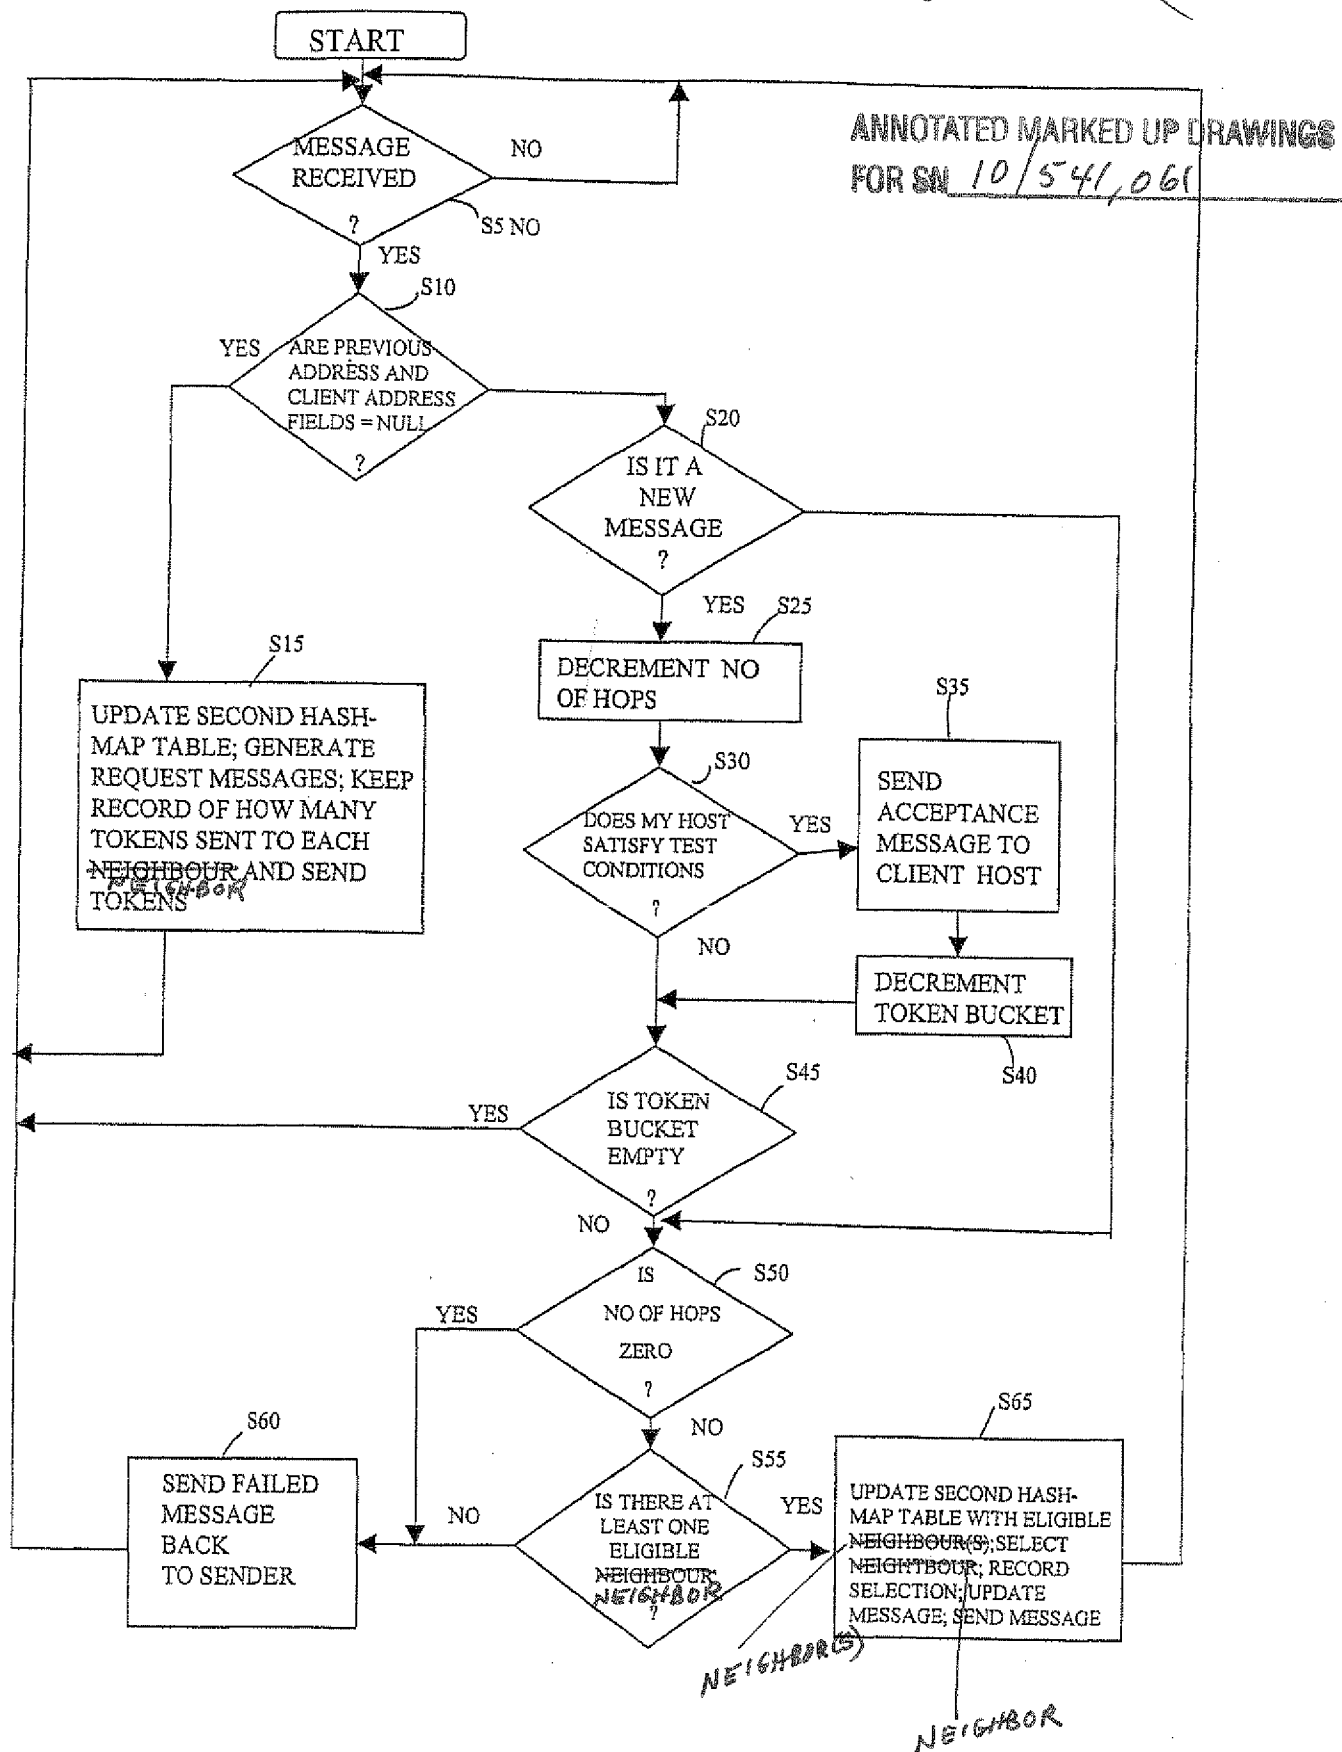 START
ANNOTATED MARKED UP DRAWINGS
FOR SN 10/541,061
MESSAGE
RECEIVED
?
NO
S5 NO
YES
S10
YES
ARE PREVIOUS
ADDRESS AND
CLIENT ADDRESS
FIELDS = NULL
?
S20
IS IT A
NEW
MESSAGE
?
YES
S25
DECREMENT NO
OF HOPS
S15
UPDATE SECOND HASH-
MAP TABLE; GENERATE
REQUEST MESSAGES; KEEP
RECORD OF HOW MANY
TOKENS SENT TO EACH
NEIGHBOUR AND SEND
NEIGHBOR
TOKENS
S30
DOES MY HOST
SATISFY TEST
CONDITIONS
?
YES
NO
S35
SEND
ACCEPTANCE
MESSAGE TO
CLIENT HOST
DECREMENT
TOKEN BUCKET
S40
S45
IS TOKEN
BUCKET
EMPTY
?
YES
NO
S50
IS
NO OF HOPS
ZERO
?
YES
NO
S55
IS THERE AT
LEAST ONE
ELIGIBLE
NEIGHBOUR
NEIGHBOR
?
NO
YES
S60
SEND FAILED
MESSAGE
BACK
TO SENDER
S65
UPDATE SECOND HASH-
MAP TABLE WITH ELIGIBLE
NEIGHBOUR(S);SELECT
NEIGHTBOUR; RECORD
SELECTION; UPDATE
MESSAGE; SEND MESSAGE
NEIGHBOR(S)
NEIGHBOR